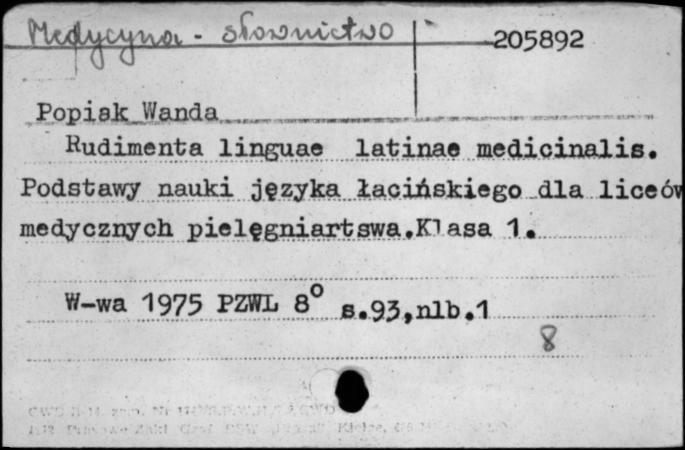 Medycyna - słownictwo
205892
Popiak Wanda
Rudimenta linguae latinae medicinalis.
Podstawy nauki języka łacińskiego dla liceów
medycznych pielęgniartswa.Klasa 1.
W-wa 1975 PZWL 8° s.93,nlb.1
8